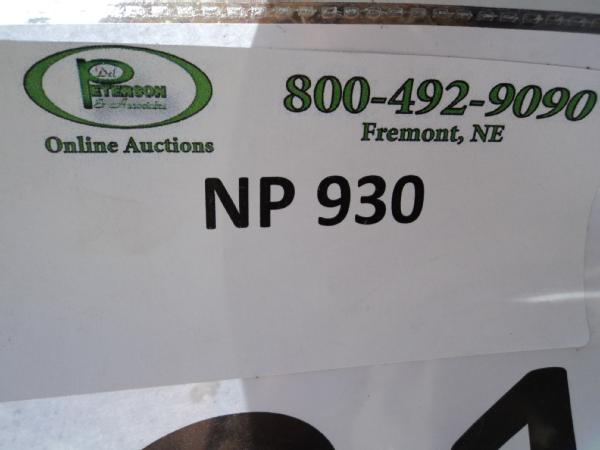 Del
PETERSON
& Associates
Online Auctions
800-492-9090
Fremont, NE
NP 930